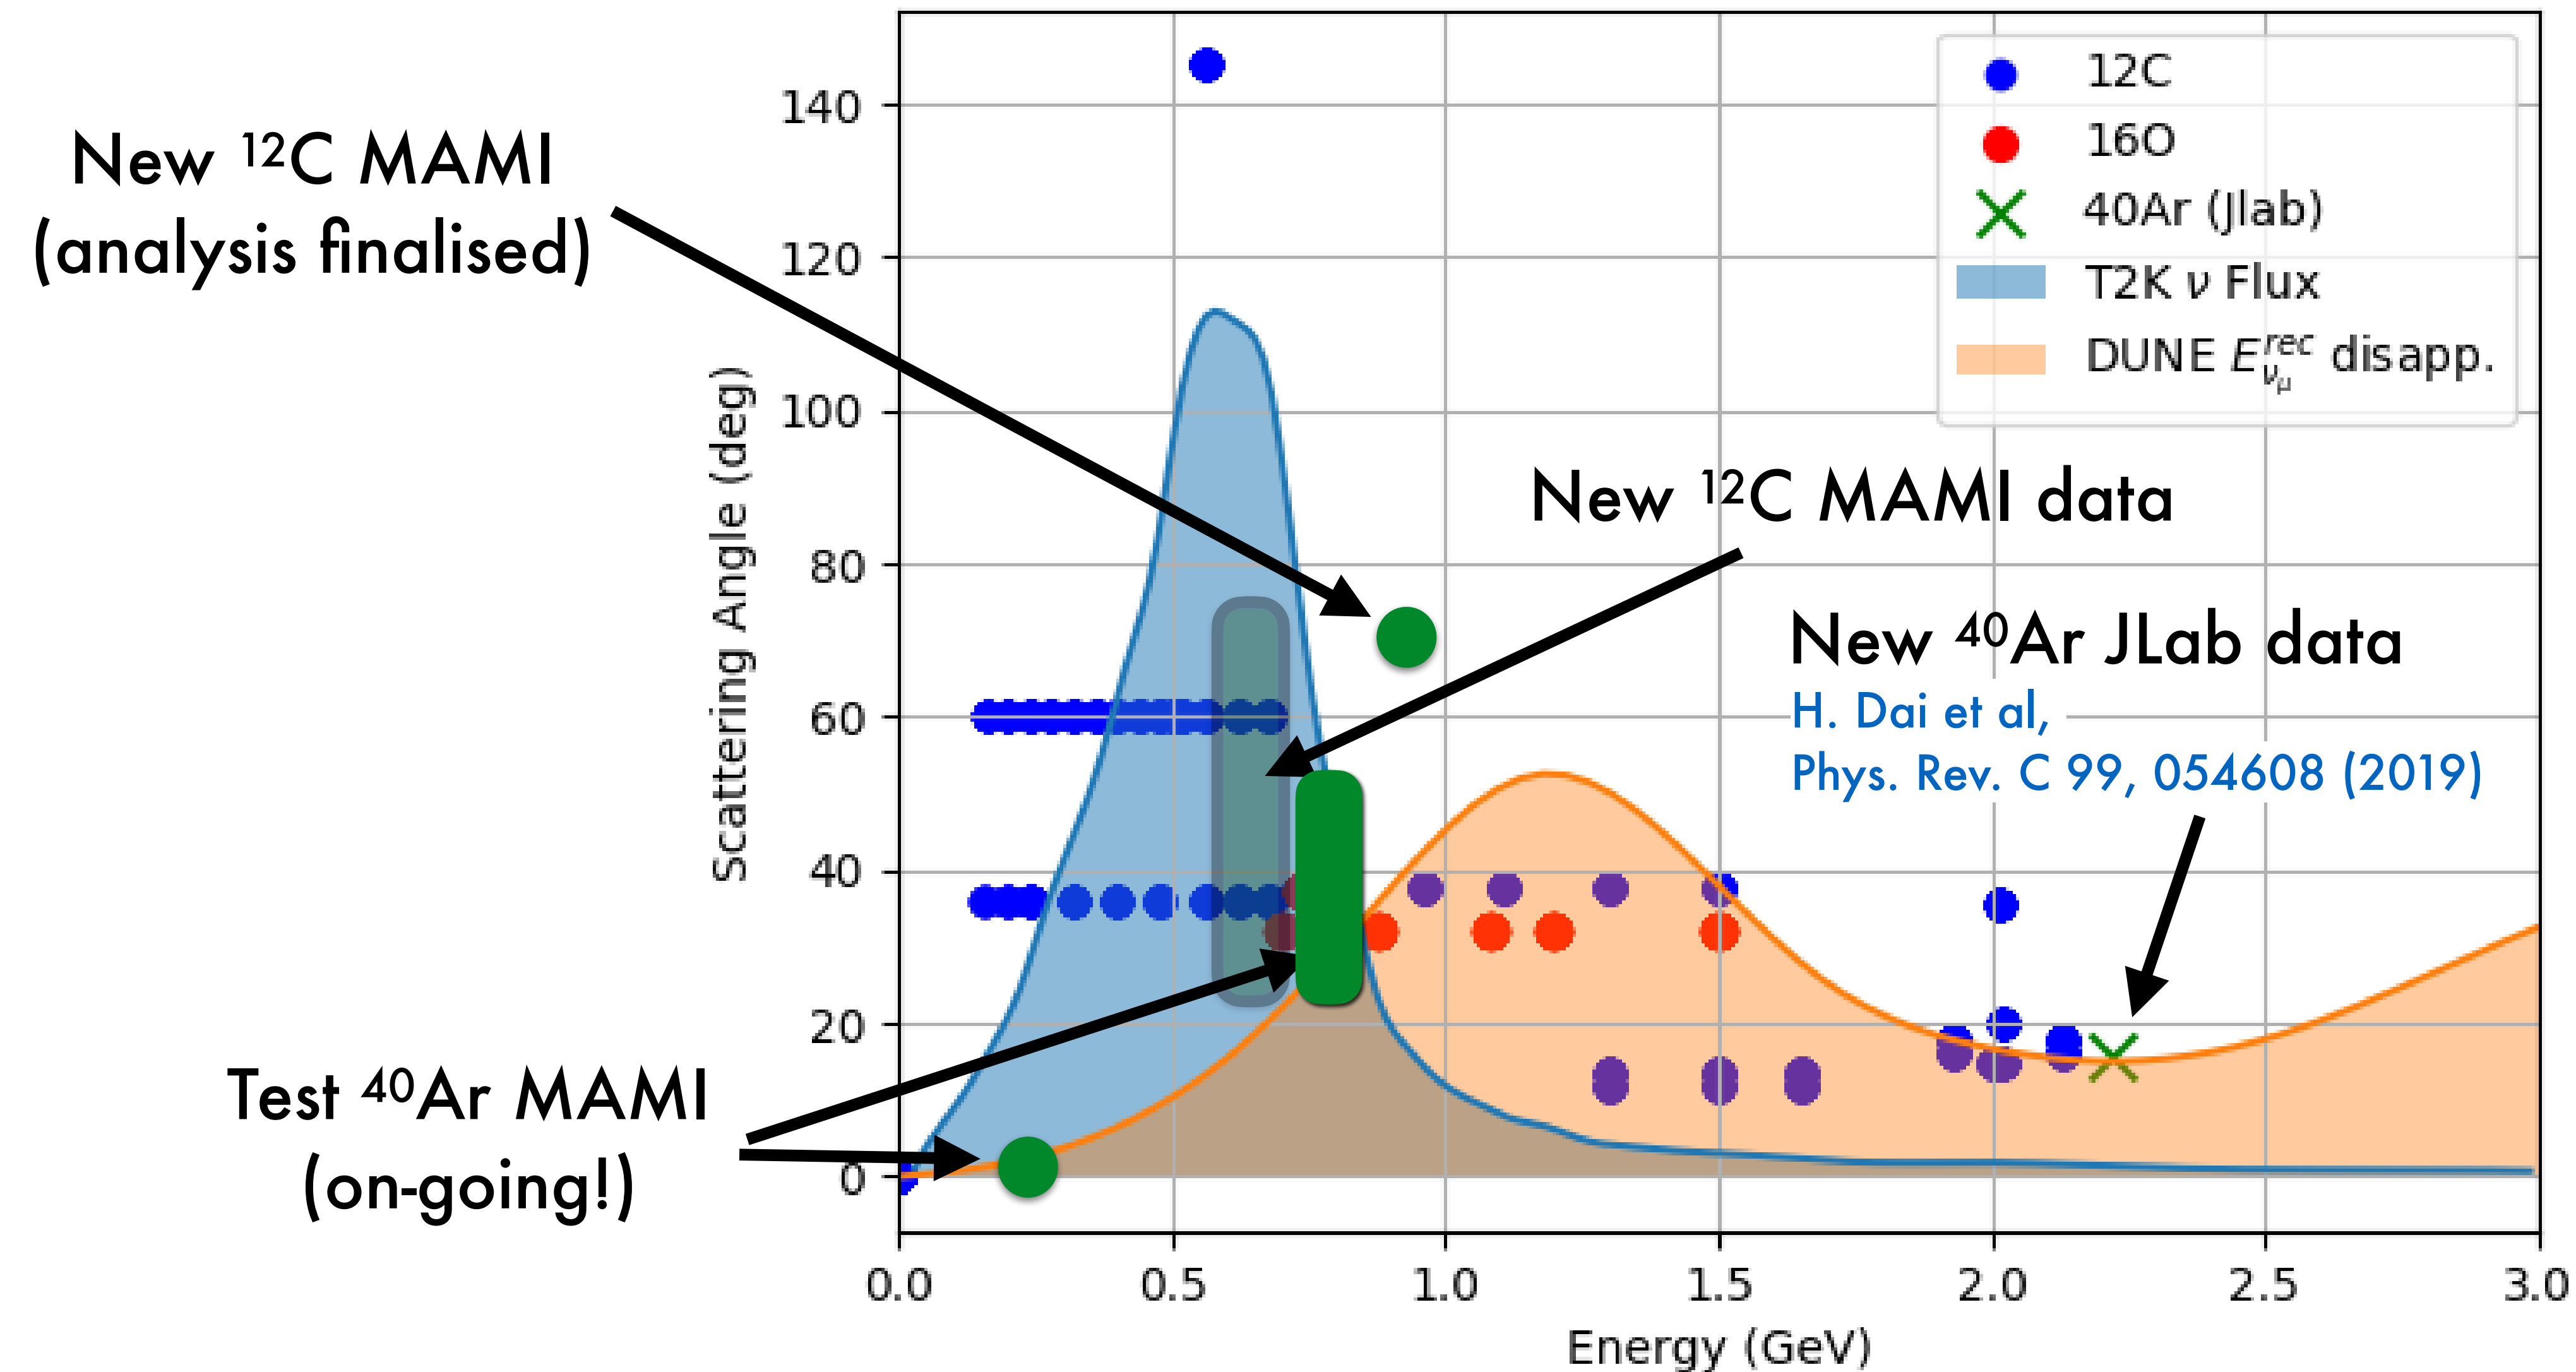 New ¹²C MAMI
(analysis finalised)
140
120
100
80
60
40
20
0
Scattering Angle (deg)
12C
16O
40Ar (Jlab)
T2K ν Flux
DUNE E_{ν_μ}^{rec} disapp.
New ¹²C MAMI data
New ⁴⁰Ar JLab data
H. Dai et al,
Phys. Rev. C 99, 054608 (2019)
Test ⁴⁰Ar MAMI
(on-going!)
0.0 0.5 1.0 1.5 2.0 2.5 3.0
Energy (GeV)